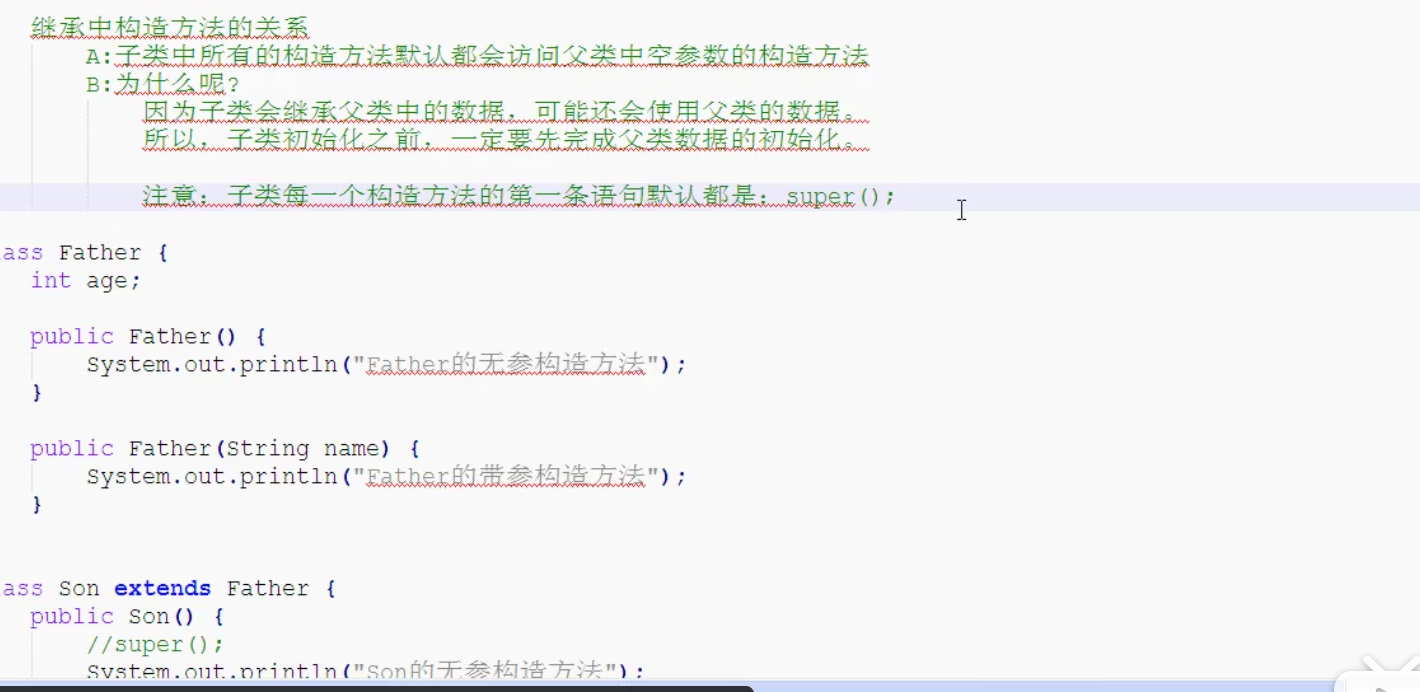 继承中构造方法的关系
A:子类中所有的构造方法默认都会访问父类中空参数的构造方法
B:为什么呢?
因为子类会继承父类中的数据，可能还会使用父类的数据。
所以，子类初始化之前，一定要先完成父类数据的初始化。
注意：子类每一个构造方法的第一条语句默认都是：super();
ass Father {
int age;
public Father() {
System.out.println("Father的无参构造方法");
}
public Father(String name) {
System.out.println("Father的带参构造方法");
}
ass Son extends Father {
public Son() {
//super();
System.out.println("Son的无参构造方法");